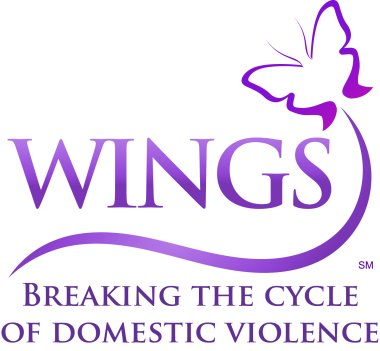 WINGS
SM
BREAKING THE CYCLE
OF DOMESTIC VIOLENCE